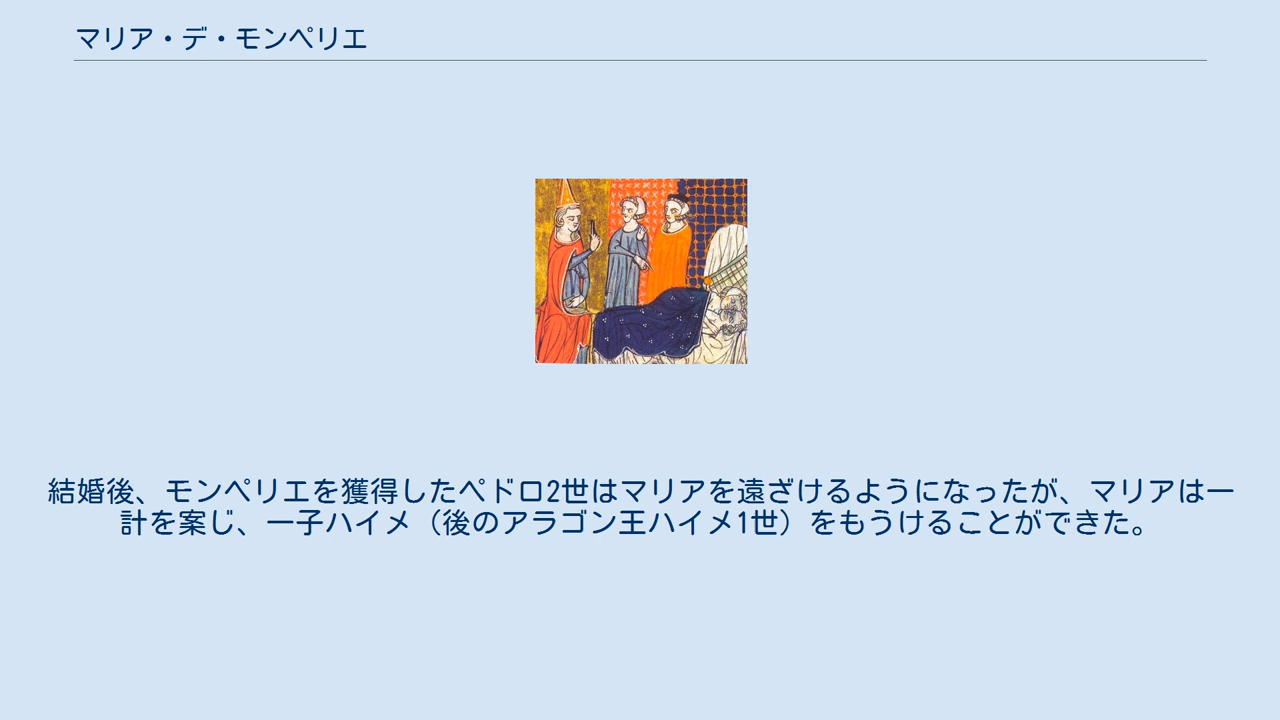 マリア・デ・モンペリエ
結婚後、モンペリエを獲得したペドロ2世はマリアを遠ざけるようになったが、マリアは一
計を案じ、一子ハイメ（後のアラゴン王ハイメ1世）をもうけることができた。